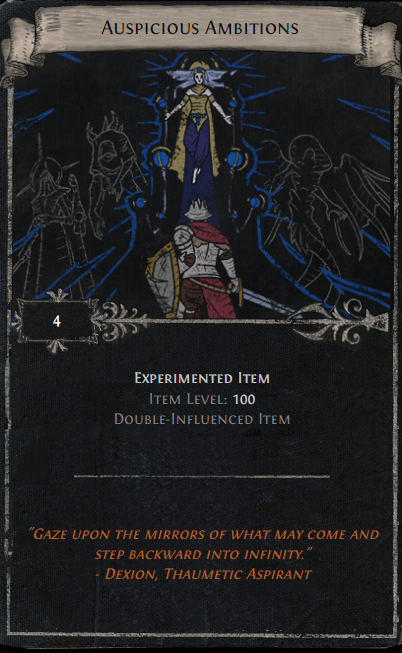 Auspicious Ambitions
4
Experimented Item
Item Level: 100
Double-Influenced Item
"Gaze upon the mirrors of what may come and
step backward into infinity."
- Dexion, Thaumetic Aspirant